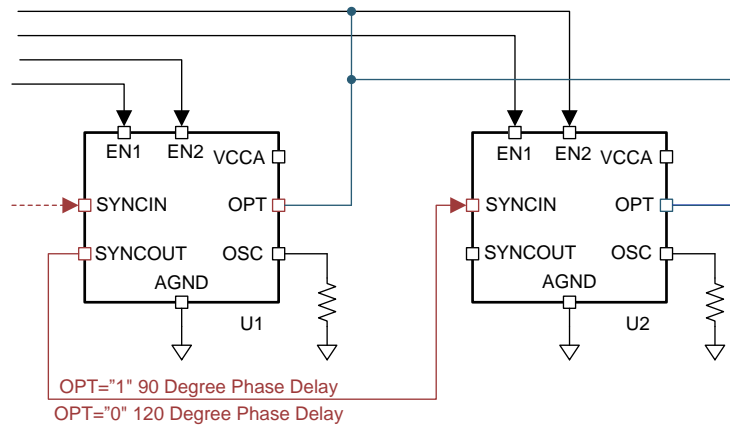 EN1 EN2
VCCA
SYNCIN OPT
SYNCOUT OSC
AGND
U1
EN1 EN2
VCCA
SYNCIN OPT
SYNCOUT OSC
AGND
U2
OPT="1" 90 Degree Phase Delay
OPT="0" 120 Degree Phase Delay